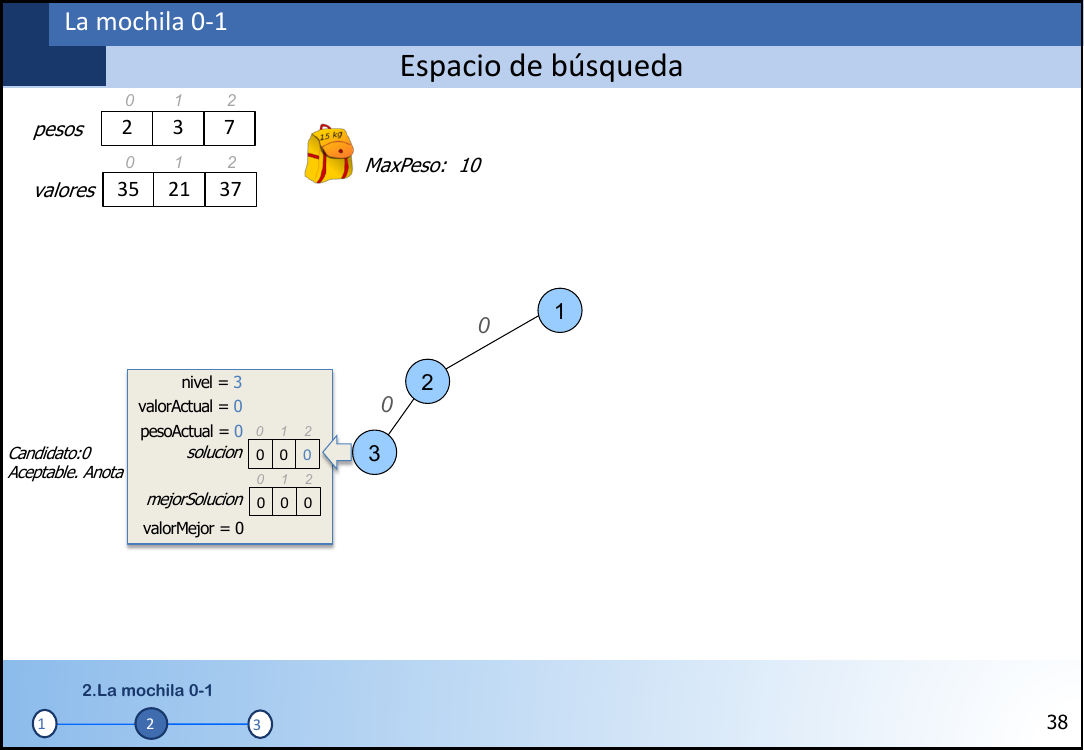 La mochila 0-1
Espacio de búsqueda
0 1 2
pesos 2 3 7
0 1 2
valores 35 21 37
15 kg
MaxPeso: 10
1
0
2
0
3
nivel = 3
valorActual = 0
pesoActual = 0 0 1 2
solucion 0 0 0
Candidato:0
Aceptable. Anota
0 1 2
mejorSolucion 0 0 0
valorMejor = 0
2.La mochila 0-1
1 2 3
38